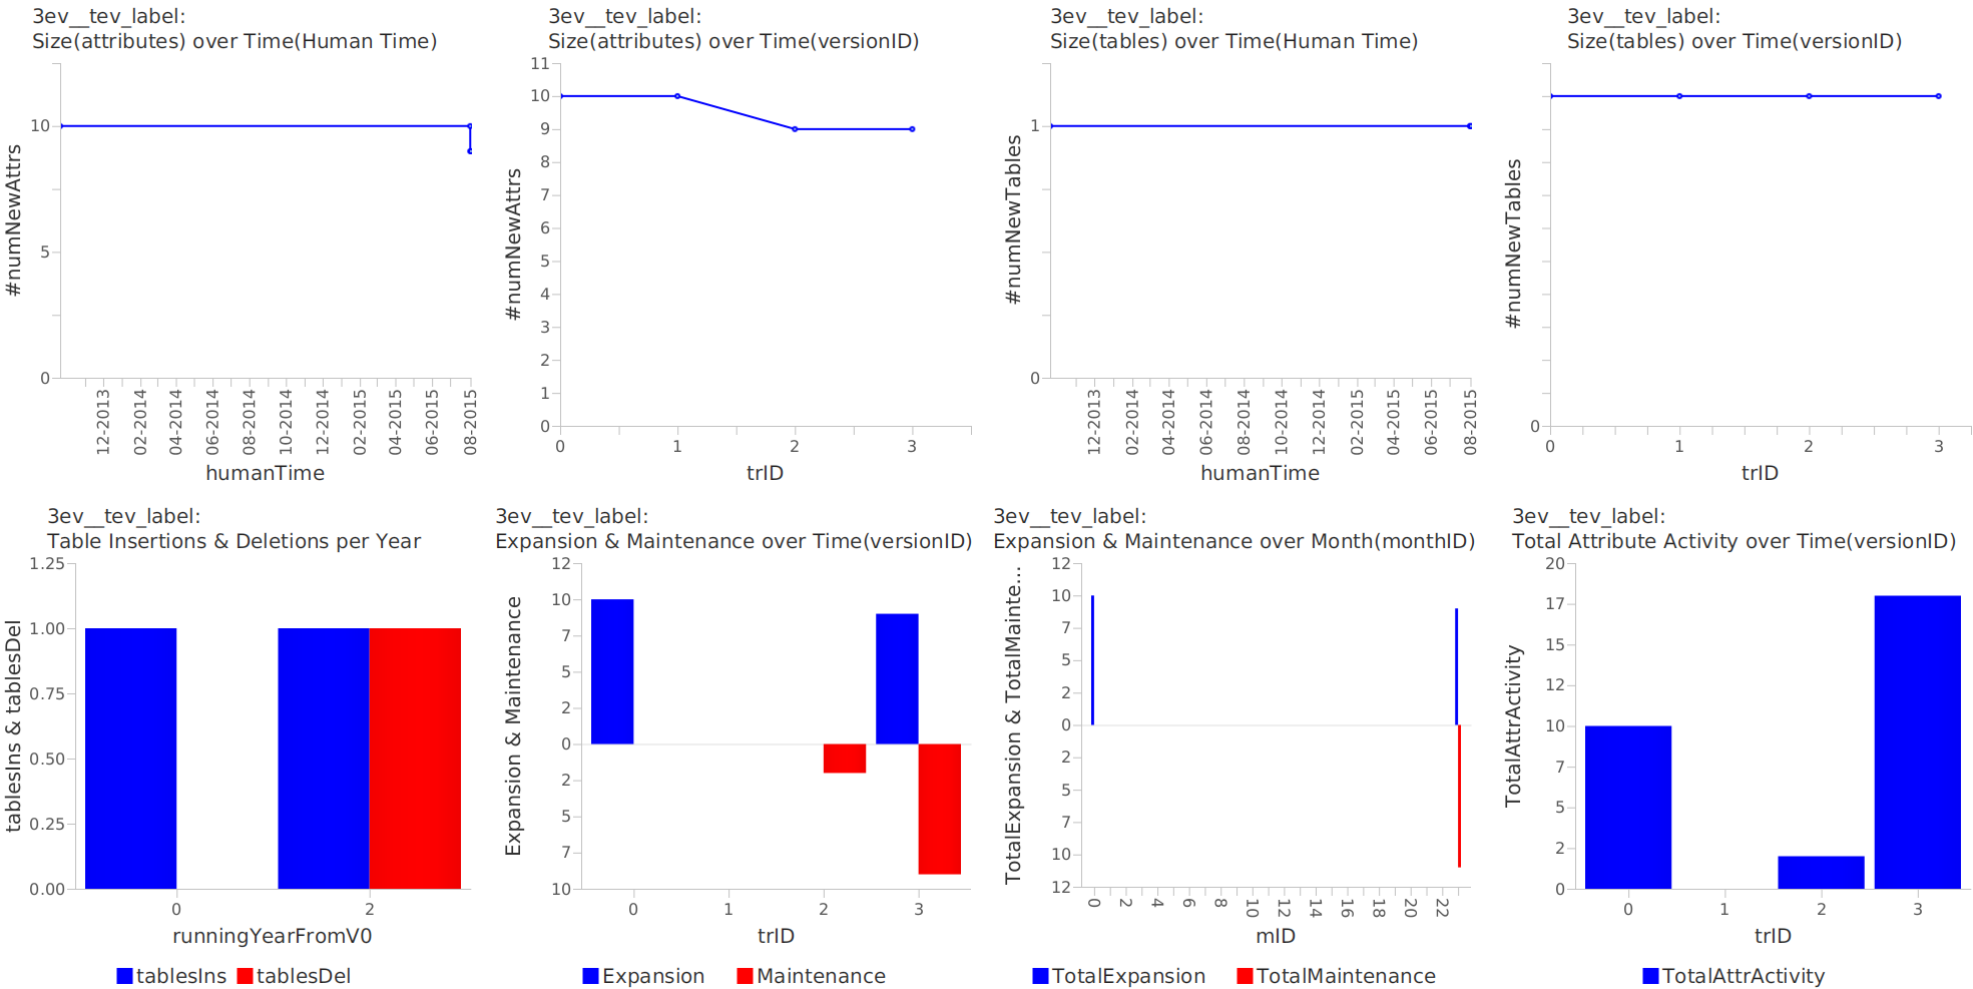 3ev__tev_label:
Size(attributes) over Time(Human Time)
#numNewAttrs
10
5
0
12-2013
02-2014
04-2014
06-2014
08-2014
10-2014
12-2014
02-2015
04-2015
06-2015
08-2015
humanTime
3ev__tev_label:
Size(attributes) over Time(versionID)
#numNewAttrs
11
10
9
8
7
6
5
4
3
2
1
0
0 1 2 3
trID
3ev__tev_label:
Size(tables) over Time(Human Time)
#numNewTables
1
0
12-2013
02-2014
04-2014
06-2014
08-2014
10-2014
12-2014
02-2015
04-2015
06-2015
08-2015
humanTime
3ev__tev_label:
Size(tables) over Time(versionID)
#numNewTables
0
0 1 2 3
trID
3ev__tev_label:
Table Insertions & Deletions per Year
tablesIns & tablesDel
1.25
1.00
0.75
0.50
0.25
0.00
0 2
runningYearFromV0
tablesIns tablesDel
3ev__tev_label:
Expansion & Maintenance over Time(versionID)
Expansion & Maintenance
12
10
7
5
2
0
2
5
7
10
0 1 2 3
trID
Expansion Maintenance
3ev__tev_label:
Expansion & Maintenance over Month(monthID)
TotalExpansion & TotalMainte...
12
10
7
5
2
0
2
5
7
10
12
0 2 4 6 8 10 12 14 16 18 20 22
mID
TotalExpansion TotalMaintenance
3ev__tev_label:
Total Attribute Activity over Time(versionID)
TotalAttrActivity
20
17
15
12
10
7
5
2
0
0 1 2 3
trID
TotalAttrActivity